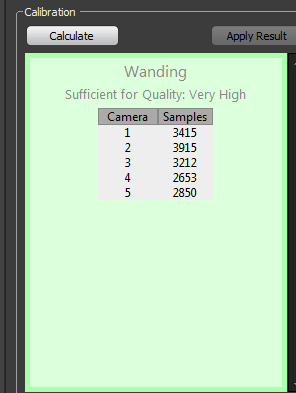 Calibration
Calculate Apply Result
Wanding
Sufficient for Quality: Very High
Camera Samples
1 3415
2 3915
3 3212
4 2653
5 2850